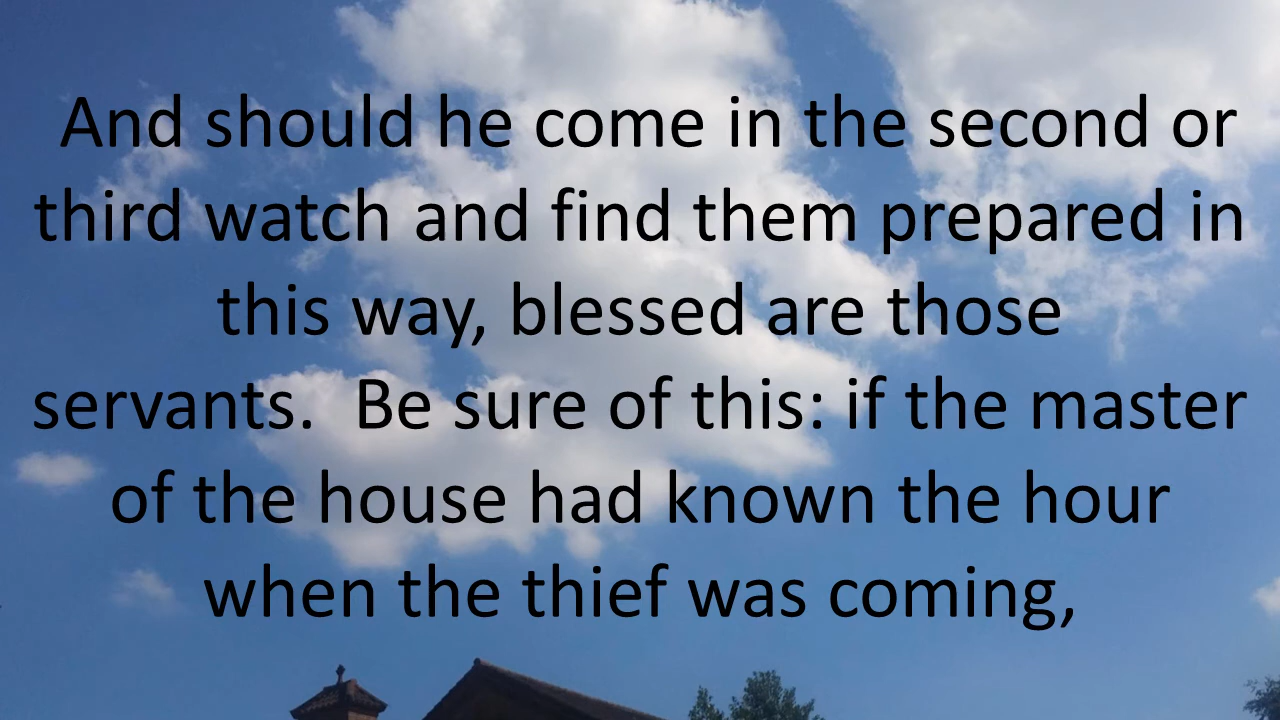 And should he come in the second or
third watch and find them prepared in
this way, blessed are those
servants.  Be sure of this: if the master
of the house had known the hour
when the thief was coming,